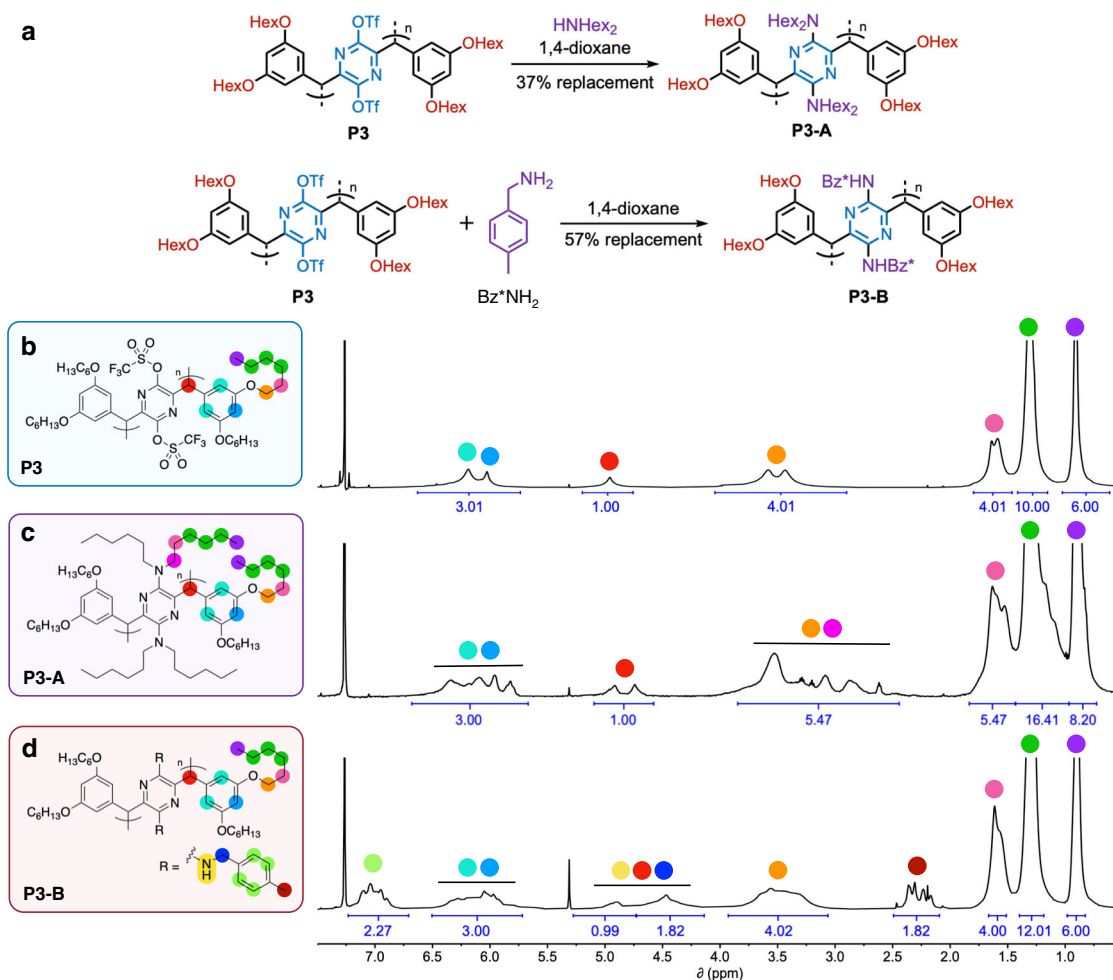 a
HexO
OTf
n
OHex
HexO
OTf
N
N
OHex
P3
HNHex2
1,4-dioxane
37% replacement
HexO
Hex2N
n
OHex
HexO
N
N
NHex2
OHex
P3-A
HexO
OTf
n
OHex
HexO
N
N
OTf
OHex
P3
+
NH2
Bz*NH2
1,4-dioxane
57% replacement
HexO
Bz*HN
n
OHex
HexO
N
N
NHBz*
OHex
P3-B
b
H13C6O
C6H13O
F3C
O
S
O
O
n
N
N
O
OC6H13
O
S
CF3
O
O
P3
3.01
1.00
4.01
4.01
10.00
6.00
c
H13C6O
C6H13O
N
n
N
N
O
OC6H13
N
P3-A
3.00
1.00
5.47
5.47
16.41
8.20
d
H13C6O
C6H13O
R
n
N
N
R
O
OC6H13
R =
N
H
P3-B
2.27
3.00
0.99
1.82
4.02
1.82
4.00
12.01
6.00
7.0 6.5 6.0 5.5 5.0 4.5 4.0 3.5 3.0 2.5 2.0 1.5 1.0
∂ (ppm)